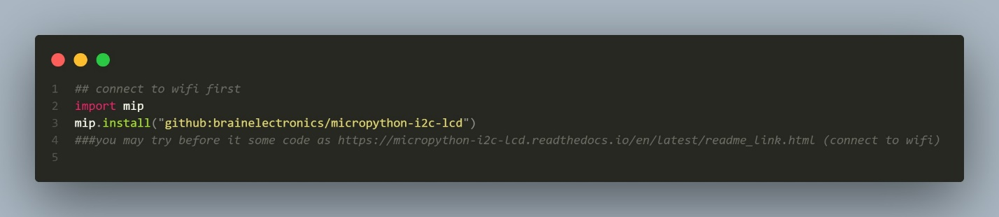 1 ## connect to wifi first
2 import mip
3 mip.install("github:brainelectronics/micropython-i2c-lcd")
4 ###you may try before it some code as https://micropython-i2c-lcd.readthedocs.io/en/latest/readme_link.html (connect to wifi)
5